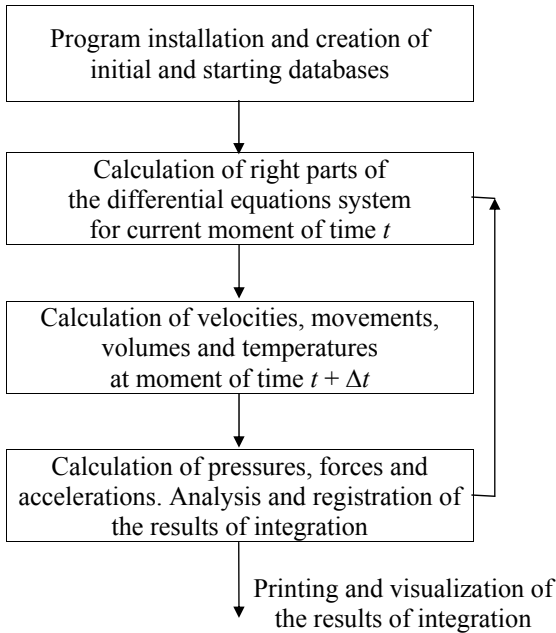 Program installation and creation of
initial and starting databases
Calculation of right parts of
the differential equations system
for current moment of time t
Calculation of velocities, movements,
volumes and temperatures
at moment of time t + Δt
Calculation of pressures, forces and
accelerations. Analysis and registration of
the results of integration
Printing and visualization of
the results of integration